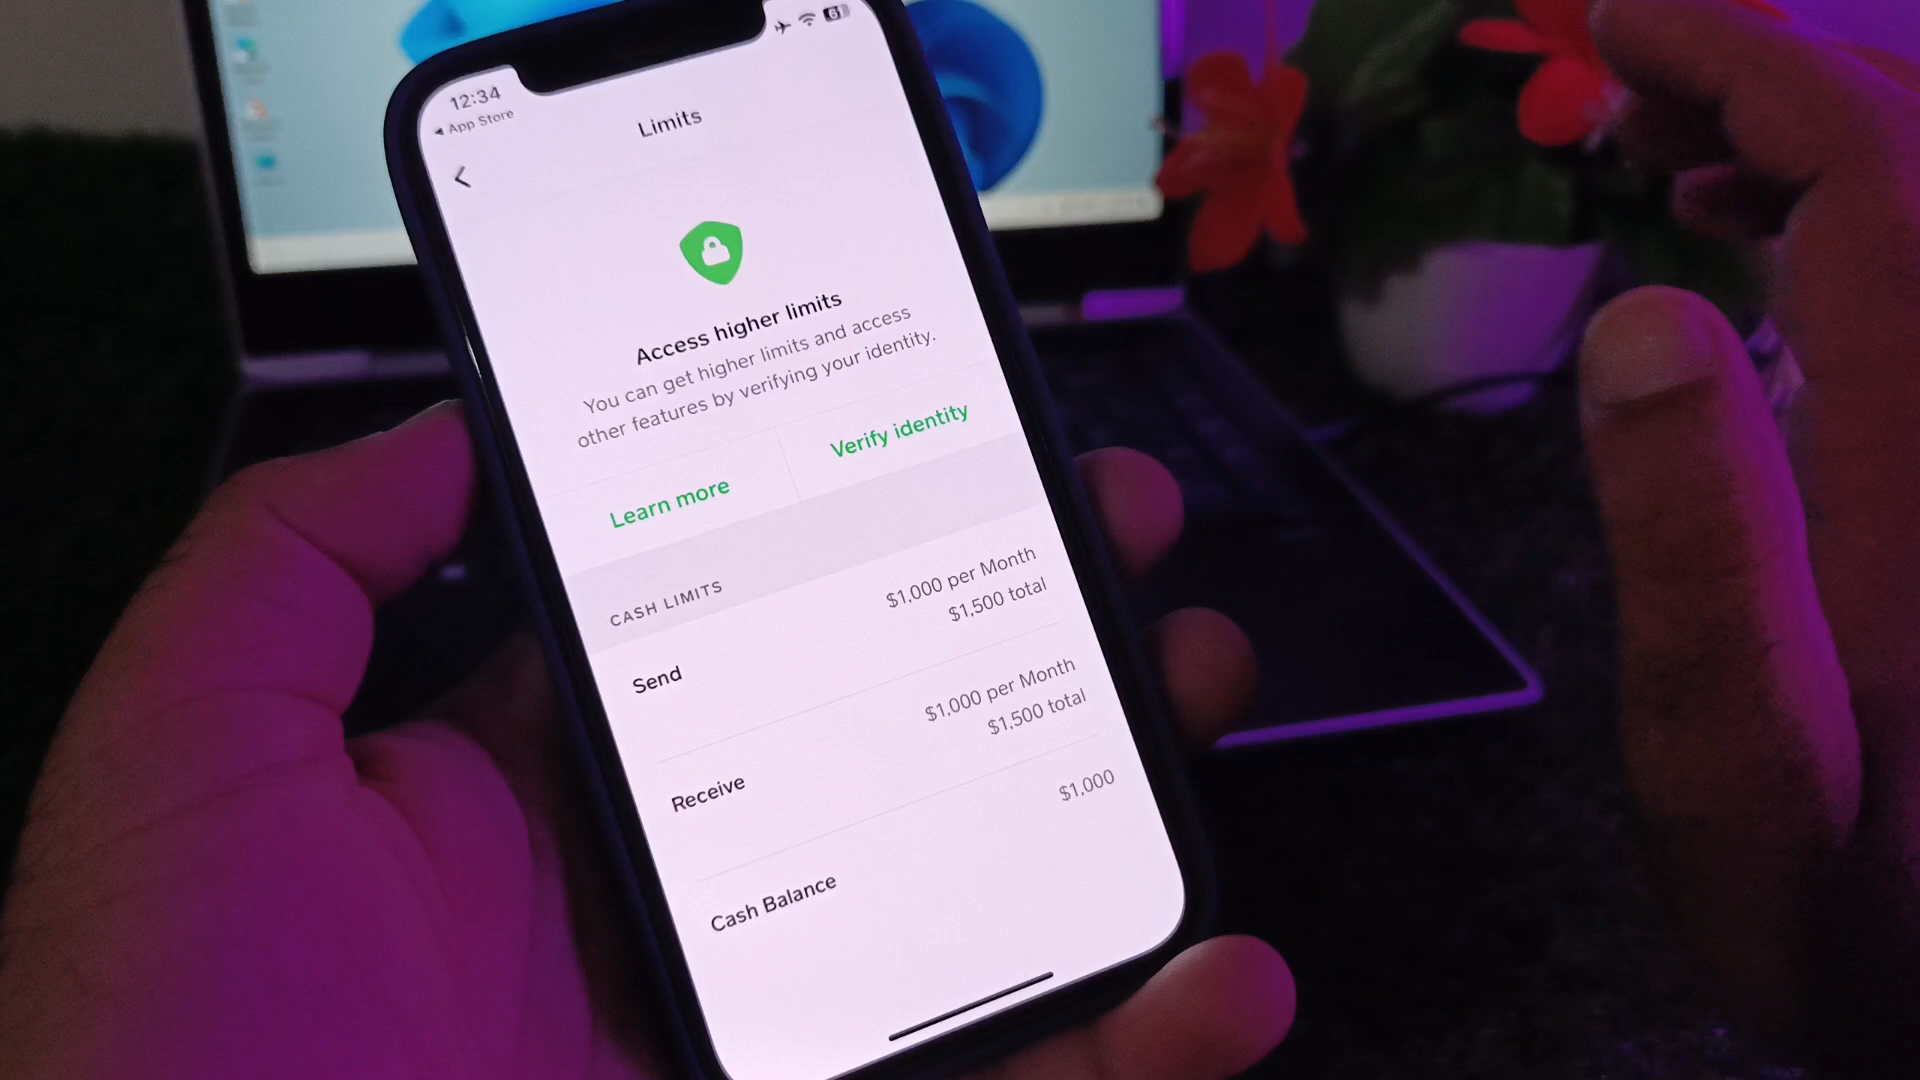 12:34
App Store
Limits
Access higher limits
You can get higher limits and access
other features by verifying your identity.
Learn more
Verify identity
CASH LIMITS
Send
$1,000 per Month
$1,500 total
Receive
$1,000 per Month
$1,500 total
Cash Balance
$1,000